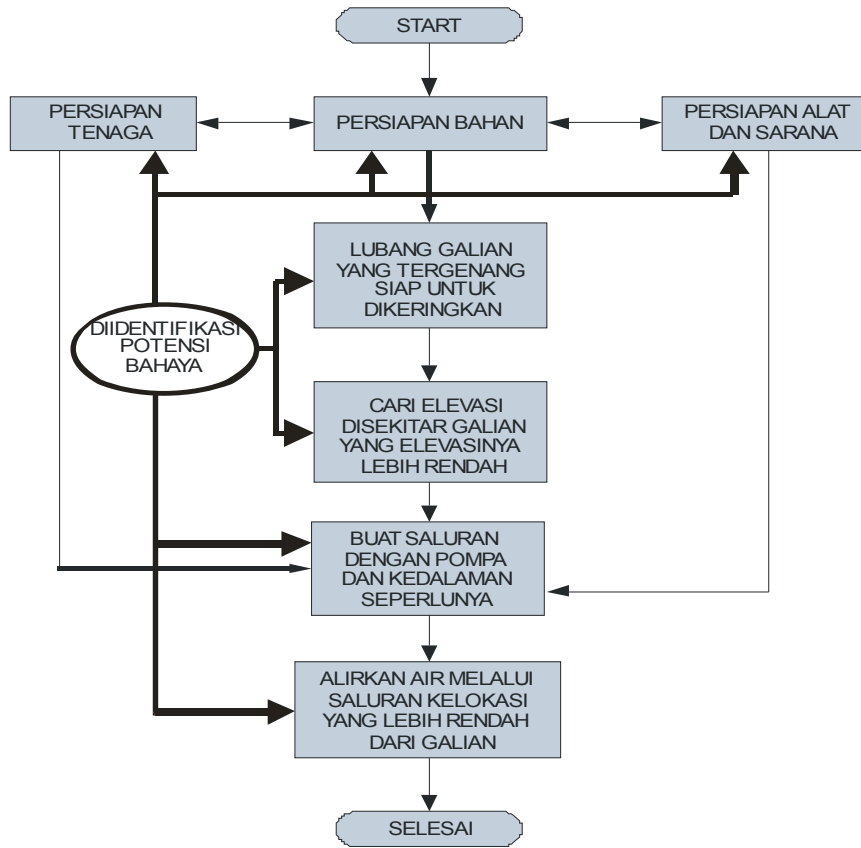 START
PERSIAPAN
TENAGA
PERSIAPAN BAHAN
PERSIAPAN ALAT
DAN SARANA
LUBANG GALIAN
YANG TERGENANG
SIAP UNTUK
DIKERINGKAN
DIIDENTIFIKASI
POTENSI
BAHAYA
CARI ELEVASI
DISEKITAR GALIAN
YANG ELEVASINYA
LEBIH RENDAH
BUAT SALURAN
DENGAN POMPA
DAN KEDALAMAN
SEPERLUNYA
ALIRKAN AIR MELALUI
SALURAN KELOKASI
YANG LEBIH RENDAH
DARI GALIAN
SELESAI